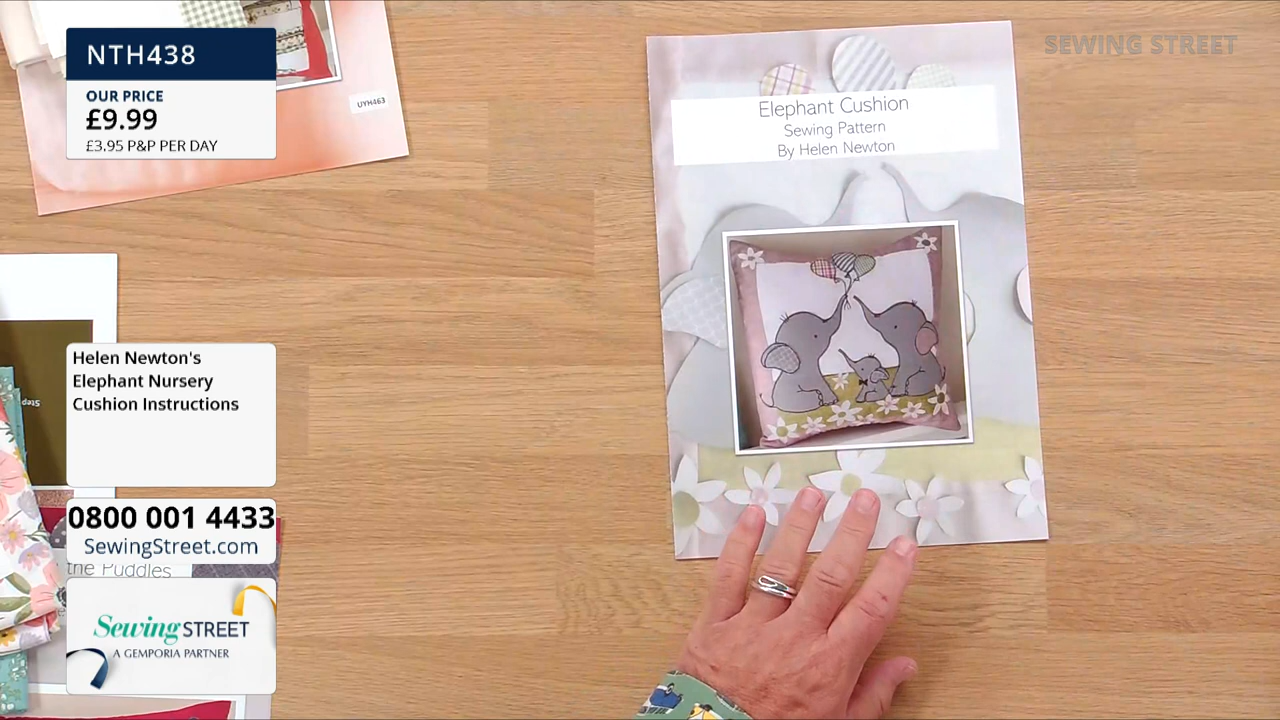 NTH438
OUR PRICE
£9.99
£3.95 P&P PER DAY
UYH463
SEWING STREET
Elephant Cushion
Sewing Pattern
By Helen Newton
Helen Newton's
Elephant Nursery
Cushion Instructions
Step
0800 001 4433
SewingStreet.com
the Puddles
Sewing STREET
A GEMPORIA PARTNER